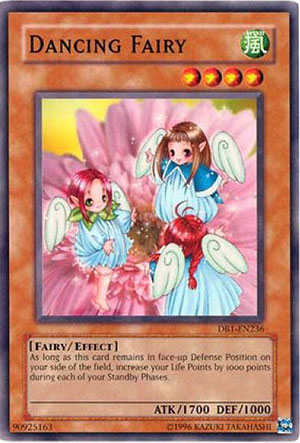 DANCING FAIRY
風
DB1-EN236
[FAIRY/EFFECT]
As long as this card remains in face-up Defense Position on
your side of the field, increase your Life Points by 1000 points
during each of your Standby Phases.
ATK/1700 DEF/1000
90925163
©1996 KAZUKI TAKAHASHI